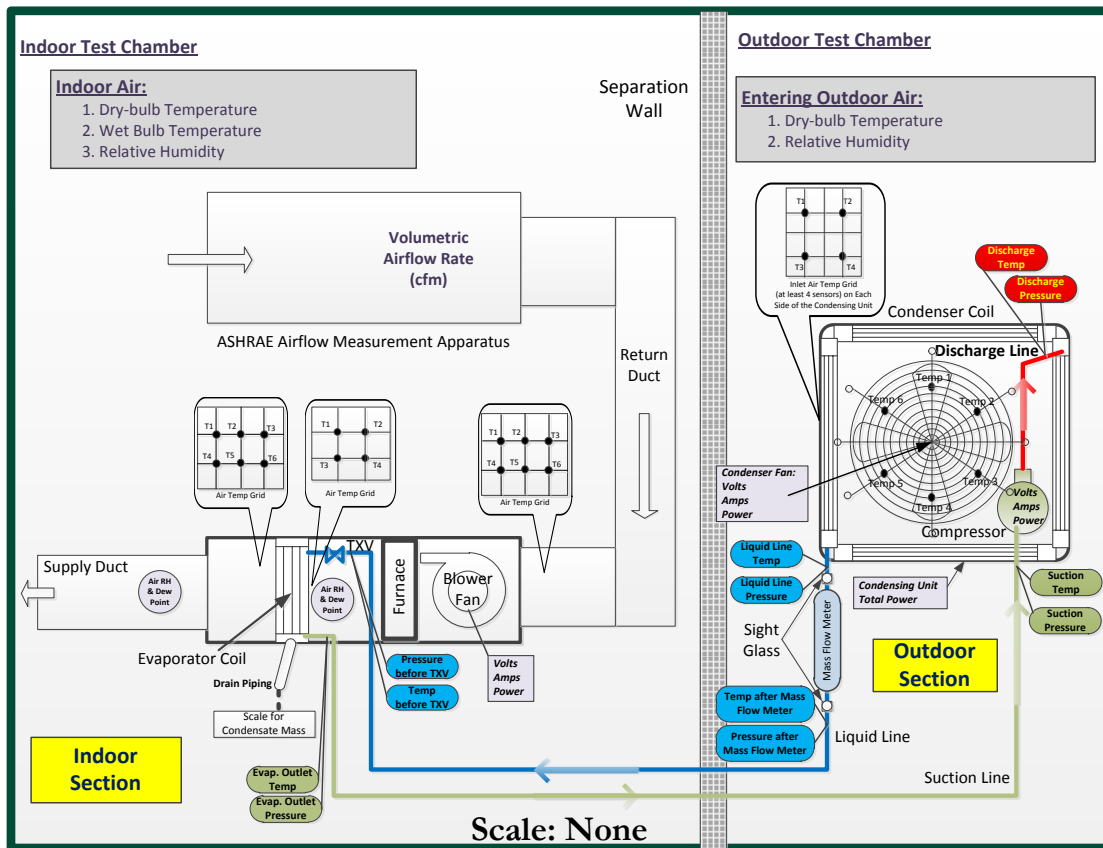 Indoor Test Chamber
Indoor Air:
1. Dry-bulb Temperature
2. Wet Bulb Temperature
3. Relative Humidity
Separation
Wall
Outdoor Test Chamber
Entering Outdoor Air:
1. Dry-bulb Temperature
2. Relative Humidity
Volumetric
Airflow Rate
(cfm)
ASHRAE Airflow Measurement Apparatus
Return
Duct
T1
T2
T3
T4
Inlet Air Temp Grid
(at least 4 sensors) on Each
Side of the Condensing Unit
Discharge
Temp
Discharge
Pressure
Condenser Coil
Discharge Line
Temp 1
Temp 2
Temp 3
Temp 4
Temp 5
Temp 6
Condenser Fan:
Volts
Amps
Power
Volts
Amps
Power
Compressor
T1
T2
T3
T4
T5
T6
Air Temp Grid
T1
T2
T3
T4
Air Temp Grid
T1
T2
T3
T4
T5
T6
Air Temp Grid
Supply Duct
Air RH
& Dew
Point
TXV
Air RH
& Dew
Point
Furnace
Blower
Fan
Evaporator Coil
Drain Piping
Scale for
Condensate Mass
Pressure
before TXV
Temp
before TXV
Volts
Amps
Power
Liquid Line
Temp
Liquid Line
Pressure
Condensing Unit
Total Power
Suction
Temp
Suction
Pressure
Sight
Glass
Mass Flow Meter
Outdoor
Section
Temp after Mass
Flow Meter
Pressure after
Mass Flow Meter
Liquid Line
Indoor
Section
Evap. Outlet
Temp
Evap. Outlet
Pressure
Suction Line
Scale: None